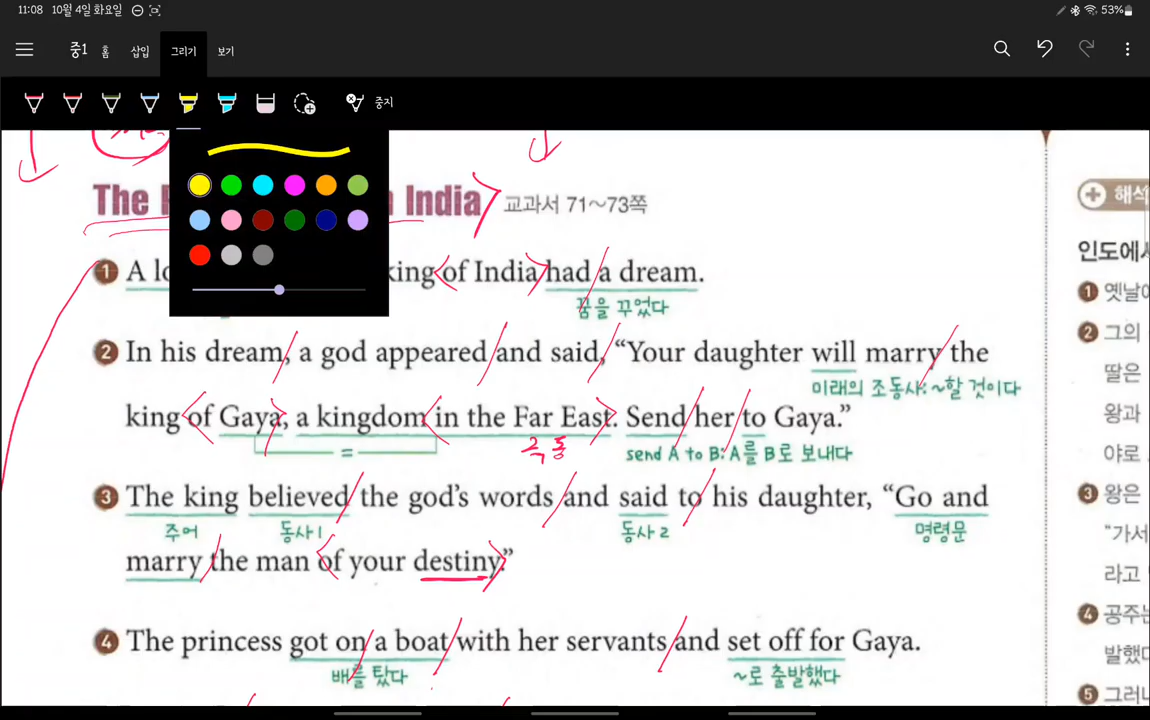 11:08 10월 4일 화요일 53%
중1 홈 삽입 그리기 보기
중지
The India 교과서 71~73쪽
해석
인도에서
1 A lo king of India had a dream.
꿈을 꾸었다
1 옛날에
2 In his dream, a god appeared and said, “Your daughter will marry the
2 그의
미래의 조동사: ~할 것이다
딸은
king of Gaya, a kingdom in the Far East. Send her to Gaya.”
왕과
극동
= send A to B: A를 B로 보내다
야로
3 The king believed the god’s words and said to his daughter, “Go and
3 왕은
주어 동사1 동사2 명령문
“가서
marry the man of your destiny.”
라고
4 공주는
4 The princess got on a boat with her servants and set off for Gaya.
발했다
배를 탔다 ~로 출발했다
5 그러나